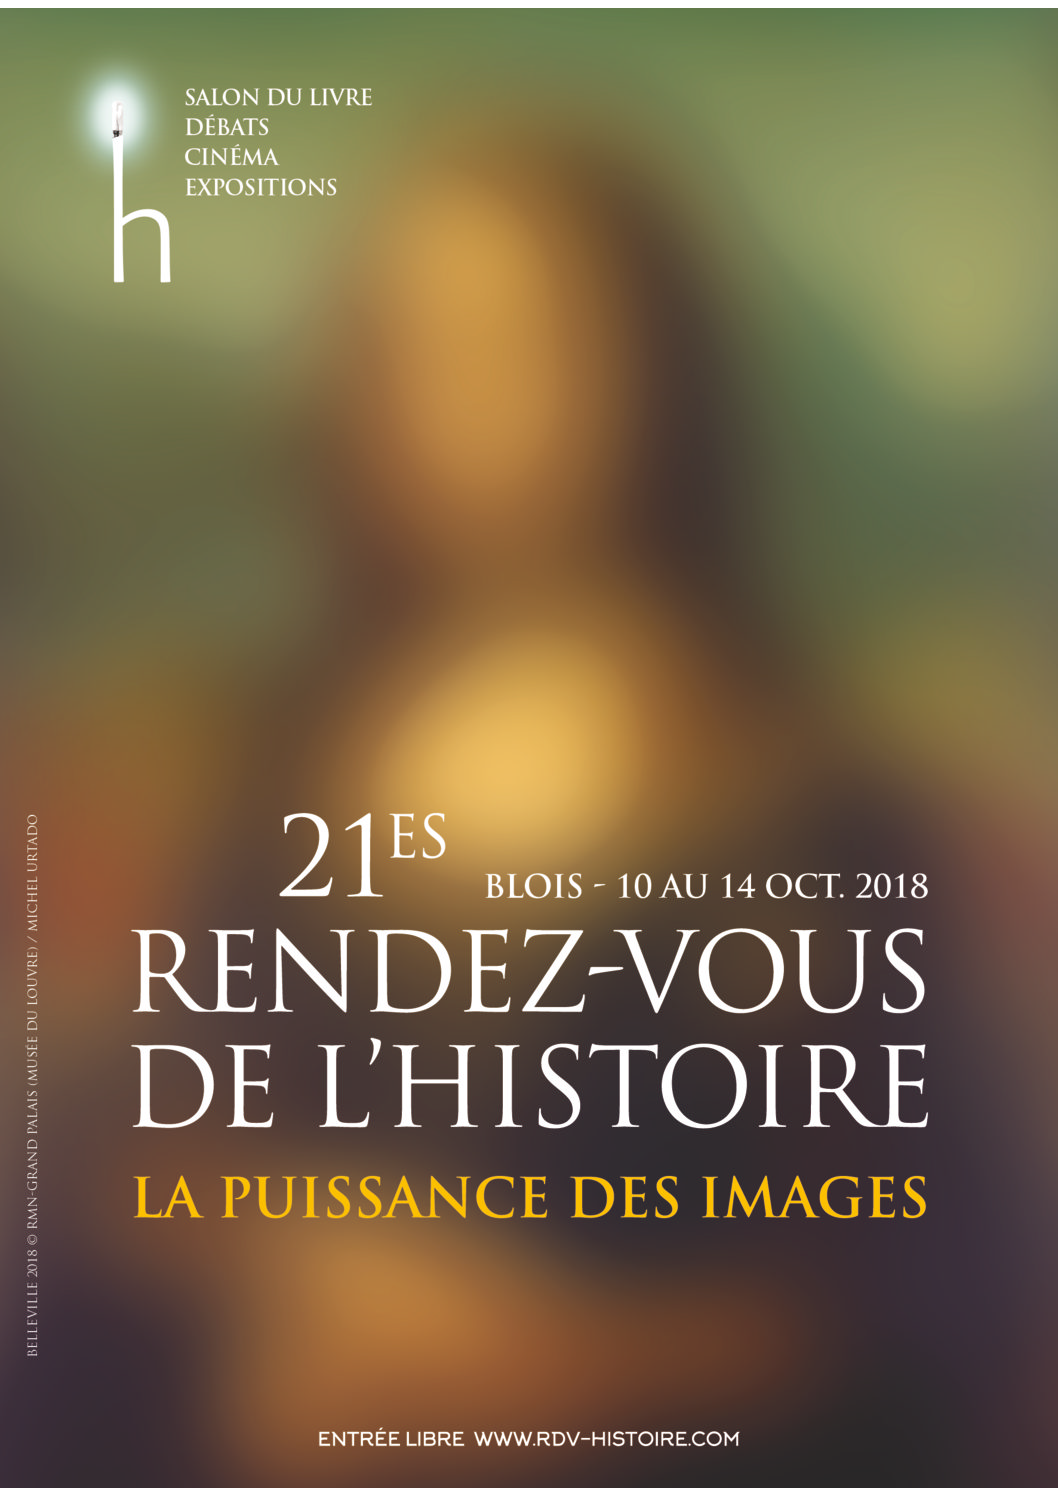 SALON DU LIVRE
DÉBATS
CINÉMA
EXPOSITIONS
h
21ES
BLOIS - 10 AU 14 OCT. 2018
RENDEZ-VOUS
DE L'HISTOIRE
LA PUISSANCE DES IMAGES
BELLEVILLE 2018 © RMN-GRAND PALAIS (MUSÉE DU LOUVRE) / MICHEL URTADO
ENTRÉE LIBRE WWW.RDV-HISTOIRE.COM